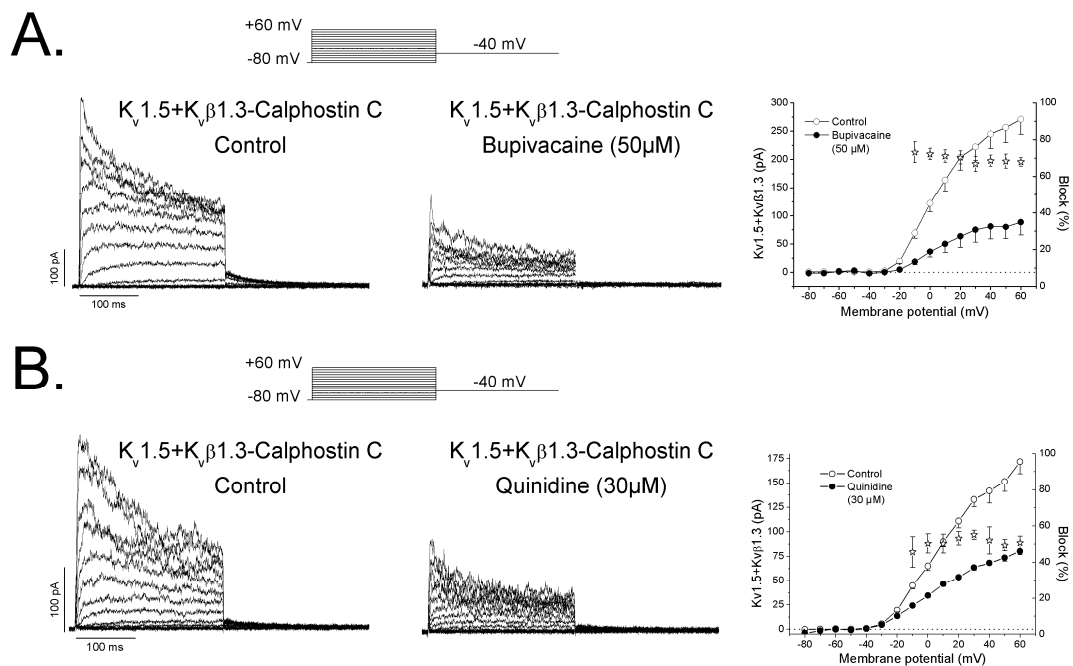 A.
+60 mV
-80 mV
-40 mV
Kv1.5+Kvβ1.3-Calphostin C
Control
100 pA
100 ms
Kv1.5+Kvβ1.3-Calphostin C
Bupivacaine (50µM)
Control
Bupivacaine
(50 µM)
Kv1.5+Kvß1.3 (pA)
300
250
200
150
100
50
0
Block (%)
100
80
60
40
20
0
-80 -60 -40 -20 0 20 40 60
Membrane potential (mV)
B.
+60 mV
-80 mV
-40 mV
Kv1.5+Kvβ1.3-Calphostin C
Control
100 pA
100 ms
Kv1.5+Kvβ1.3-Calphostin C
Quinidine (30µM)
Control
Quinidine
(30 µM)
Kv1.5+Kvβ1.3 (pA)
175
150
125
100
75
50
25
0
Block (%)
100
80
60
40
20
0
-80 -60 -40 -20 0 20 40 60
Membrane potential (mV)